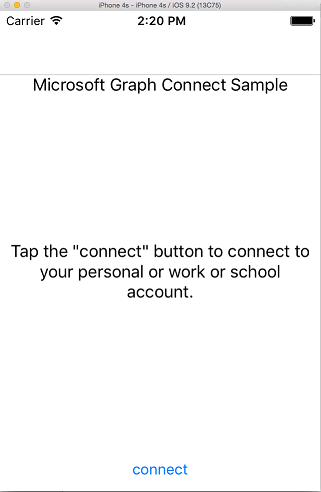 iPhone 4s - iPhone 4s / iOS 9.2 (13C75)
Carrier 2:20 PM
Microsoft Graph Connect Sample
Tap the "connect" button to connect to
your personal or work or school
account.
connect